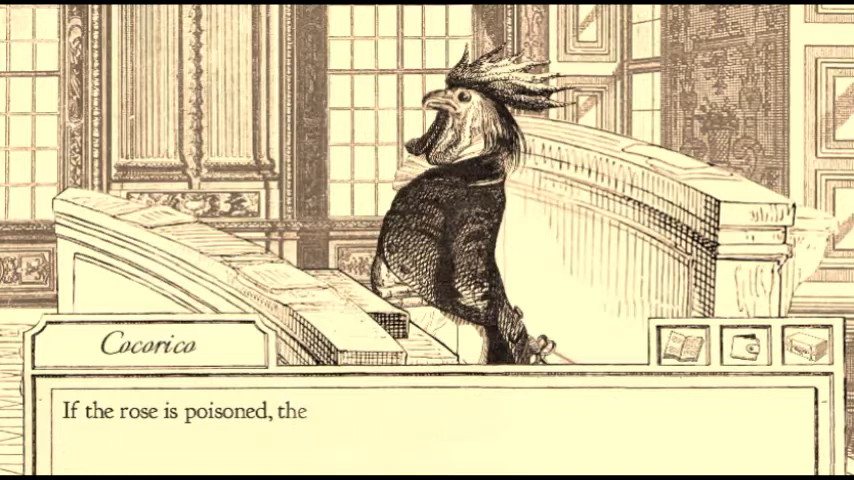 Cocorico
If the rose is poisoned, the